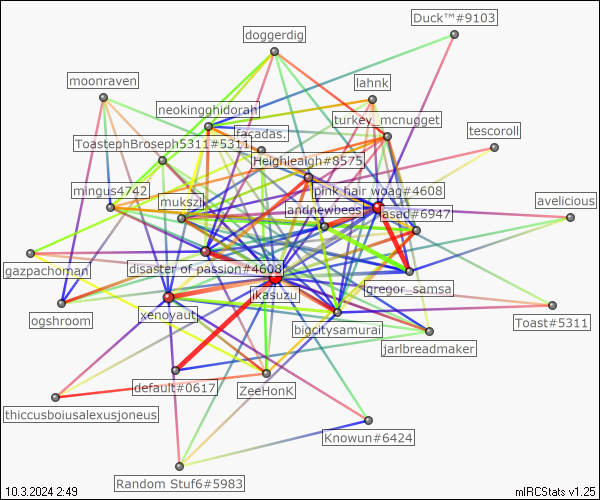 Duck™#9103
doggerdig
moonraven
lahnk
neokingghidorah
turkey_mcnugget
facadas.
tescoroll
ToastephBroseph5311#5311
Heighleaigh#8575
mingus4742
pink hair woag#4608
mukszi
avelicious
andnewbees
asad#6947
gazpachoman
disaster of passion#4608
jkasuzu
gregor_samsa
ogshroom
xenoyaut
bigcitysamurai
Toast#5311
jarlbreadmaker
default#0617
ZeeHonK
thiccusboiusalexusjoneus
Knowun#6424
Random Stuf6#5983
10.3.2024 2:49
mIRCStats v1.25